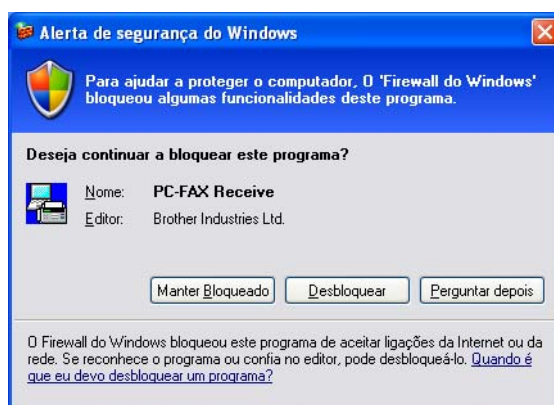 Alerta de segurança do Windows
Para ajudar a proteger o computador, O 'Firewall do Windows'
bloqueou algumas funcionalidades deste programa.
Deseja continuar a bloquear este programa?
Nome: PC-FAX Receive
Editor: Brother Industries Ltd.
Manter Bloqueado Desbloquear Perguntar depois
O Firewall do Windows bloqueou este programa de aceitar ligações da Internet ou da
rede. Se reconhece o programa ou confia no editor, pode desbloqueá-lo. Quando é
que eu devo desbloquear um programa?